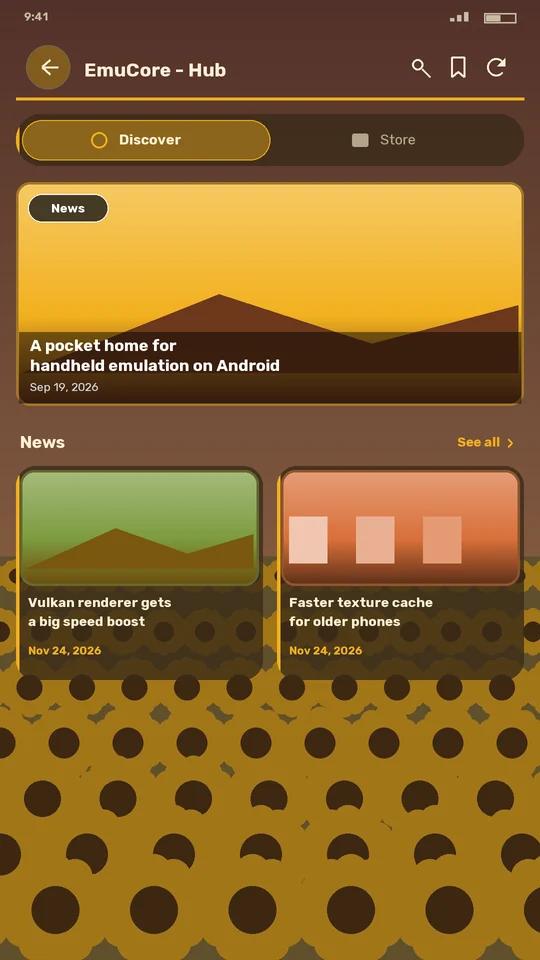 9:41
EmuCore - Hub
Discover
Store
News
A pocket home for
handheld emulation on Android
Sep 19, 2026
News
See all
Vulkan renderer gets
a big speed boost
Nov 24, 2026
Faster texture cache
for older phones
Nov 24, 2026